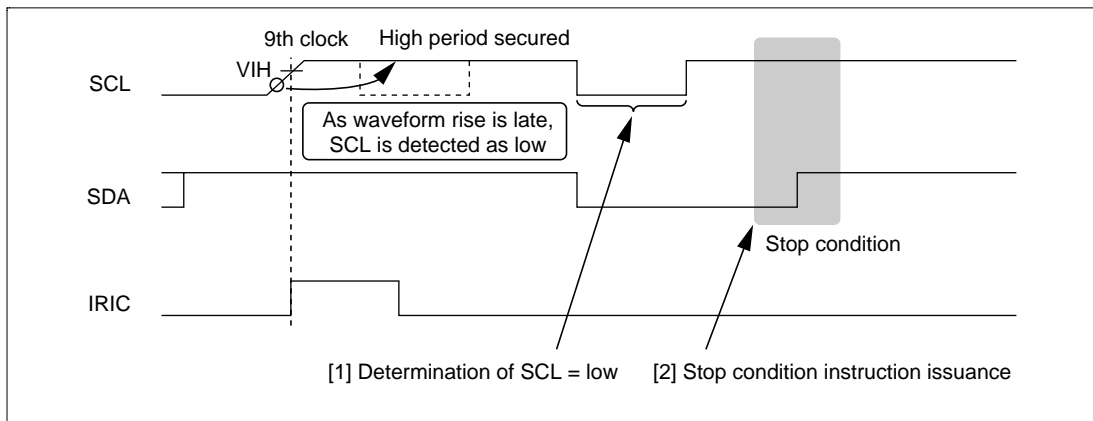 9th clock
High period secured
VIH
SCL
As waveform rise is late,
SCL is detected as low
SDA
Stop condition
IRIC
[1] Determination of SCL = low
[2] Stop condition instruction issuance